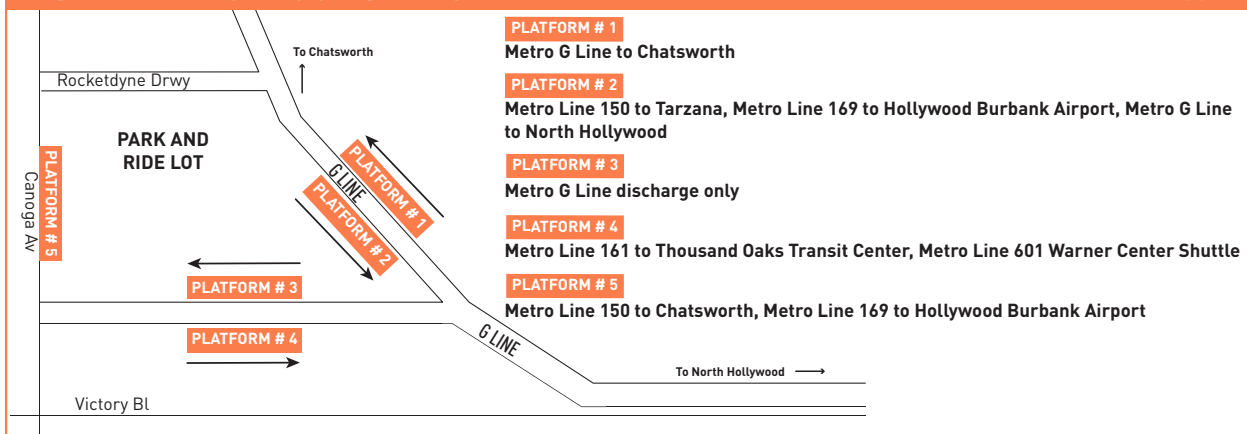 To Chatsworth
Rocketdyne Drwy
PARK AND
RIDE LOT
Canoga Av
PLATFORM # 5
PLATFORM # 1
G LINE
PLATFORM # 2
PLATFORM # 3
PLATFORM # 4
G LINE
To North Hollywood
Victory Bl
PLATFORM # 1
Metro G Line to Chatsworth
PLATFORM # 2
Metro Line 150 to Tarzana, Metro Line 169 to Hollywood Burbank Airport, Metro G Line
to North Hollywood
PLATFORM # 3
Metro G Line discharge only
PLATFORM # 4
Metro Line 161 to Thousand Oaks Transit Center, Metro Line 601 Warner Center Shuttle
PLATFORM # 5
Metro Line 150 to Chatsworth, Metro Line 169 to Hollywood Burbank Airport